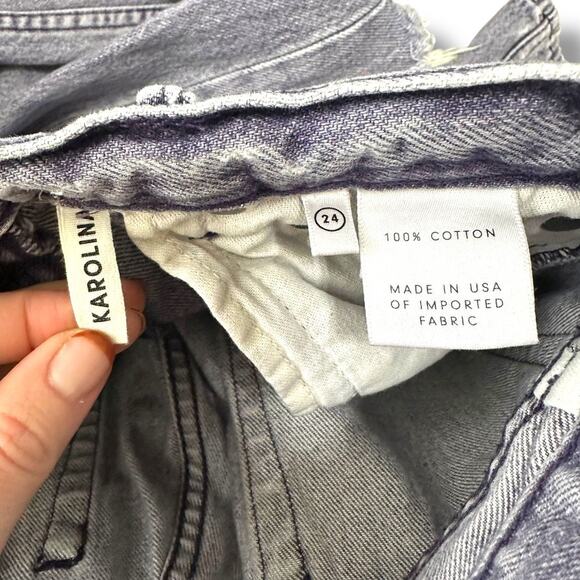 KAROLINA
24
100% COTTON
MADE IN USA
OF IMPORTED
FABRIC